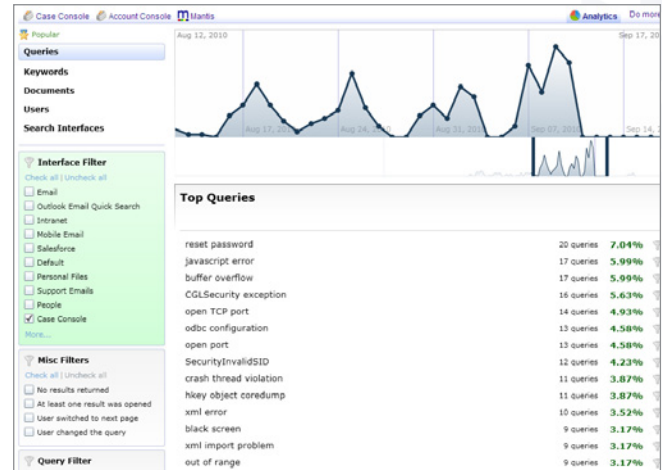 Case Console Account Console Mantis Analytics Do more
Popular
Queries
Keywords
Documents
Users
Search Interfaces
Interface Filter
Check all | Uncheck all
Email
Outlook Email Quick Search
Intranet
Mobile Email
Salesforce
Default
Personal Files
Support Emails
People
Case Console
More...
Misc Filters
Check all | Uncheck all
No results returned
At least one result was opened
User switched to next page
User changed the query
Query Filter
Aug 12, 2010 Sep 17, 20
Aug 17, Aug 24, Aug 31, Sep 07, Sep 14,
Top Queries
reset password 20 queries 7.04%
javascript error 17 queries 5.99%
buffer overflow 17 queries 5.99%
CGLSecurity exception 16 queries 5.63%
open TCP port 14 queries 4.93%
odbc configuration 13 queries 4.58%
open port 13 queries 4.58%
SecurityInvalidSID 12 queries 4.23%
crash thread violation 11 queries 3.87%
hkey object coredump 11 queries 3.87%
xml error 10 queries 3.52%
black screen 9 queries 3.17%
xml import problem 9 queries 3.17%
out of range 9 queries 3.17%